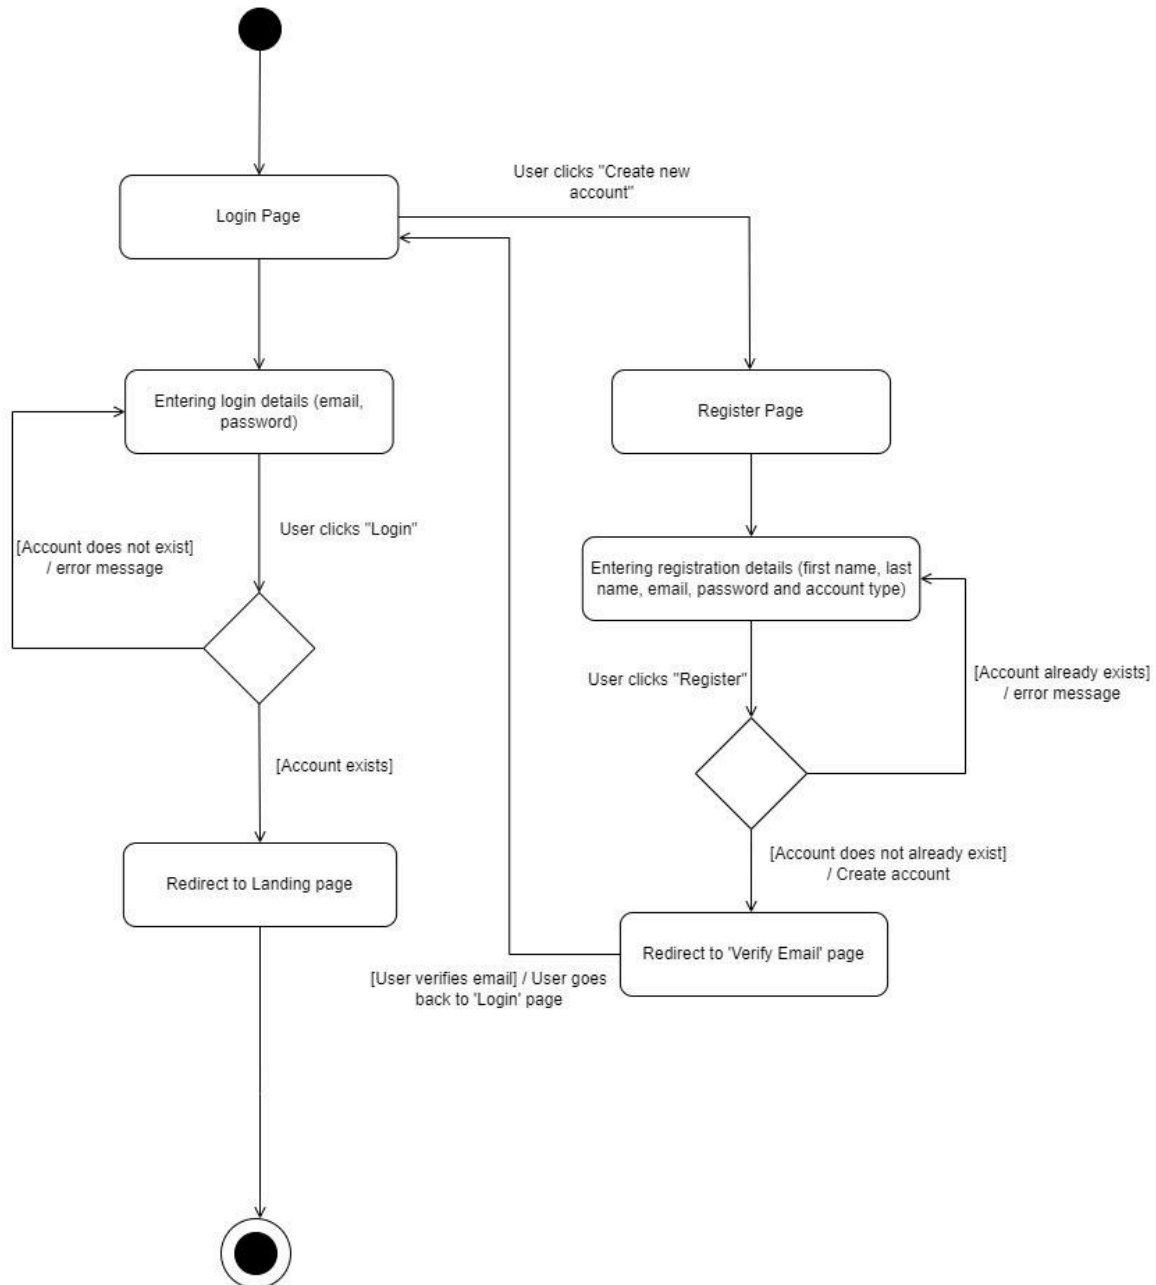 User clicks "Create new
account"
Login Page
Entering login details (email,
password)
Register Page
User clicks "Login"
[Account does not exist]
/ error message
Entering registration details (first name, last
name, email, password and account type)
User clicks "Register"
[Account already exists]
/ error message
[Account exists]
[Account does not already exist]
/ Create account
Redirect to Landing page
Redirect to 'Verify Email' page
[User verifies email] / User goes
back to 'Login' page